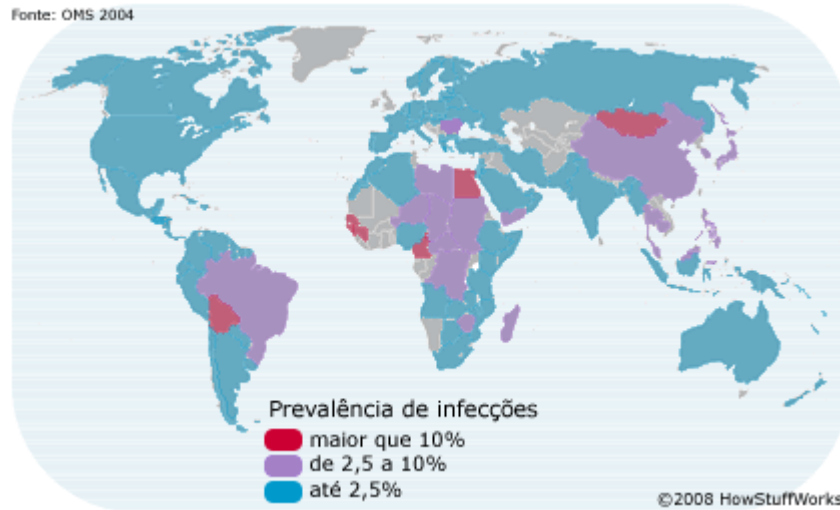 Fonte: OMS 2004
Prevalência de infecções
maior que 10%
de 2,5 a 10%
até 2,5%
©2008 HowStuffWorks